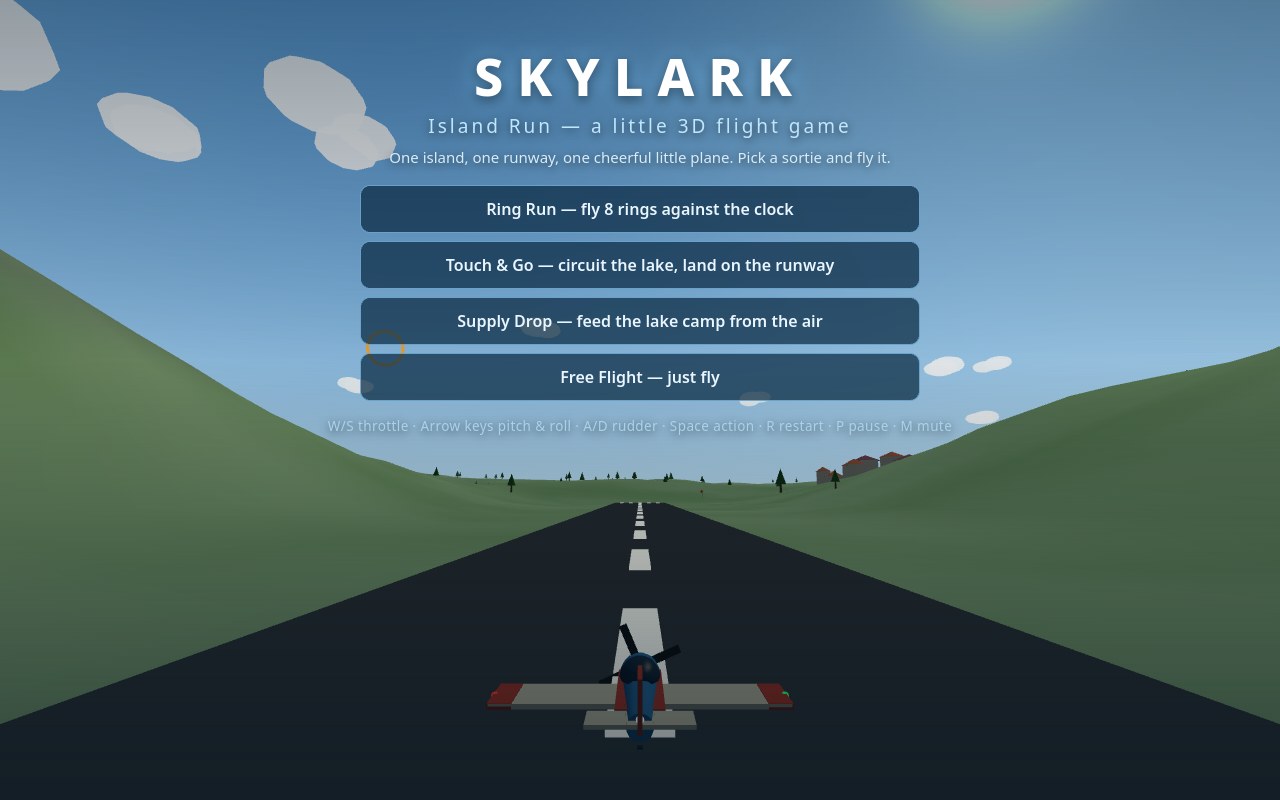 SKYLARK
Island Run — a little 3D flight game
One island, one runway, one cheerful little plane. Pick a sortie and fly it.
Ring Run — fly 8 rings against the clock
Touch & Go — circuit the lake, land on the runway
Supply Drop — feed the lake camp from the air
Free Flight — just fly
W/S throttle · Arrow keys pitch & roll · A/D rudder · Space action · R restart · P pause · M mute